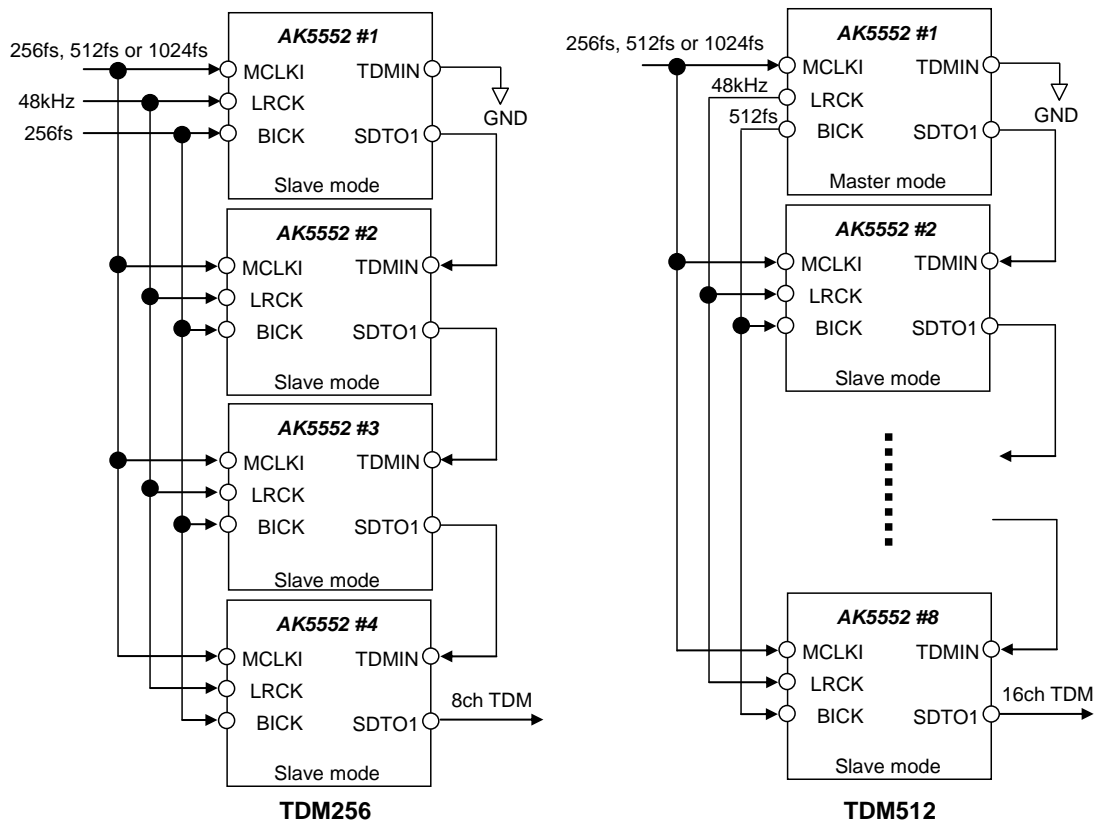 256fs, 512fs or 1024fs
48kHz
256fs
AK5552 #1
MCLKI
TDMIN
LRCK
GND
BICK
SDTO1
Slave mode
AK5552 #2
MCLKI
TDMIN
LRCK
BICK
SDTO1
Slave mode
AK5552 #3
MCLKI
TDMIN
LRCK
BICK
SDTO1
Slave mode
AK5552 #4
MCLKI
TDMIN
LRCK
BICK
SDTO1
8ch TDM
Slave mode
TDM256
256fs, 512fs or 1024fs
48kHz
512fs
AK5552 #1
MCLKI
TDMIN
LRCK
GND
BICK
SDTO1
Master mode
AK5552 #2
MCLKI
TDMIN
LRCK
BICK
SDTO1
Slave mode
AK5552 #8
MCLKI
TDMIN
LRCK
BICK
SDTO1
16ch TDM
Slave mode
TDM512